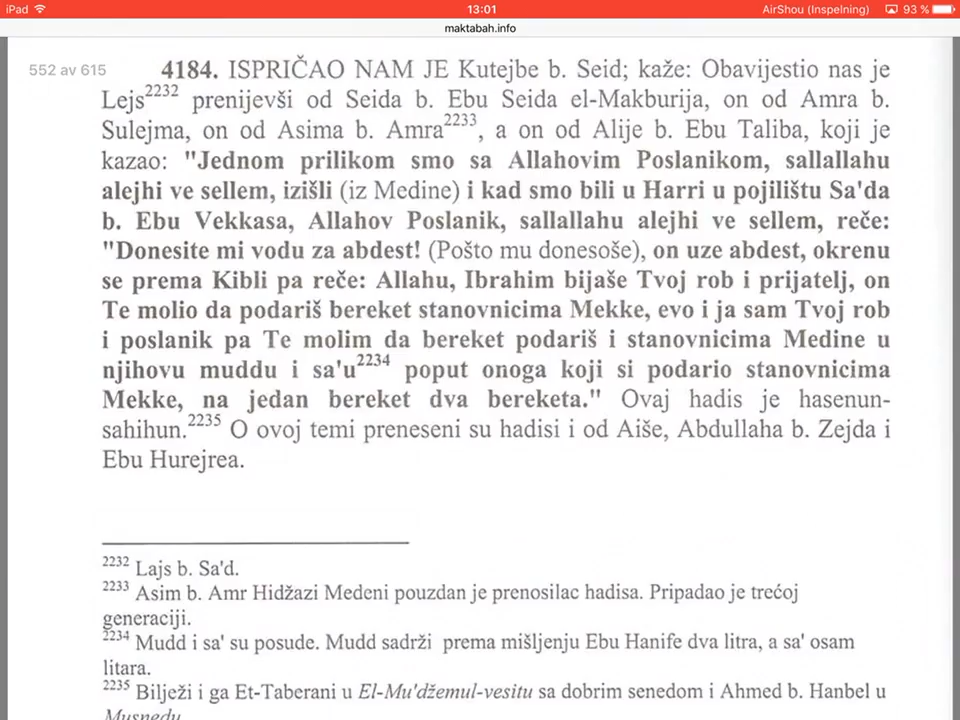 iPad 13:01 AirShou (Inspelning) 93 %
maktabah.info
552 av 615
4184. ISPRIČAO NAM JE Kutejbe b. Seid; kaže: Obavijestio nas je
Lejs2232 prenijevši od Seida b. Ebu Seida el-Makburija, on od Amra b.
Sulejma, on od Asima b. Amra2233, a on od Alije b. Ebu Taliba, koji je
kazao: "Jednom prilikom smo sa Allahovim Poslanikom, sallallahu
alejhi ve sellem, izišli (iz Medine) i kad smo bili u Harri u pojilištu Sa'da
b. Ebu Vekkasa, Allahov Poslanik, sallallahu alejhi ve sellem, reče:
"Donesite mi vodu za abdest! (Pošto mu donesoše), on uze abdest, okrenu
se prema Kibli pa reče: Allahu, Ibrahim bijaše Tvoj rob i prijatelj, on
Te molio da podariš bereket stanovnicima Mekke, evo i ja sam Tvoj rob
i poslanik pa Te molim da bereket podariš i stanovnicima Medine u
njihovu muddu i sa'u2234 poput onoga koji si podario stanovnicima
Mekke, na jedan bereket dva bereketa." Ovaj hadis je hasenun-
sahihun.2235 O ovoj temi preneseni su hadisi i od Aiše, Abdullaha b. Zejda i
Ebu Hurejrea.
2232 Lajs b. Sa'd.
2233 Asim b. Amr Hidžazi Medeni pouzdan je prenosilac hadisa. Pripadao je trećoj
generaciji.
2234 Mudd i sa' su posude. Mudd sadrži prema mišljenju Ebu Hanife dva litra, a sa' osam
litara.
2235 Bilježi i ga Et-Taberani u El-Mu'džemul-vesitu sa dobrim senedom i Ahmed b. Hanbel u
Musnedu